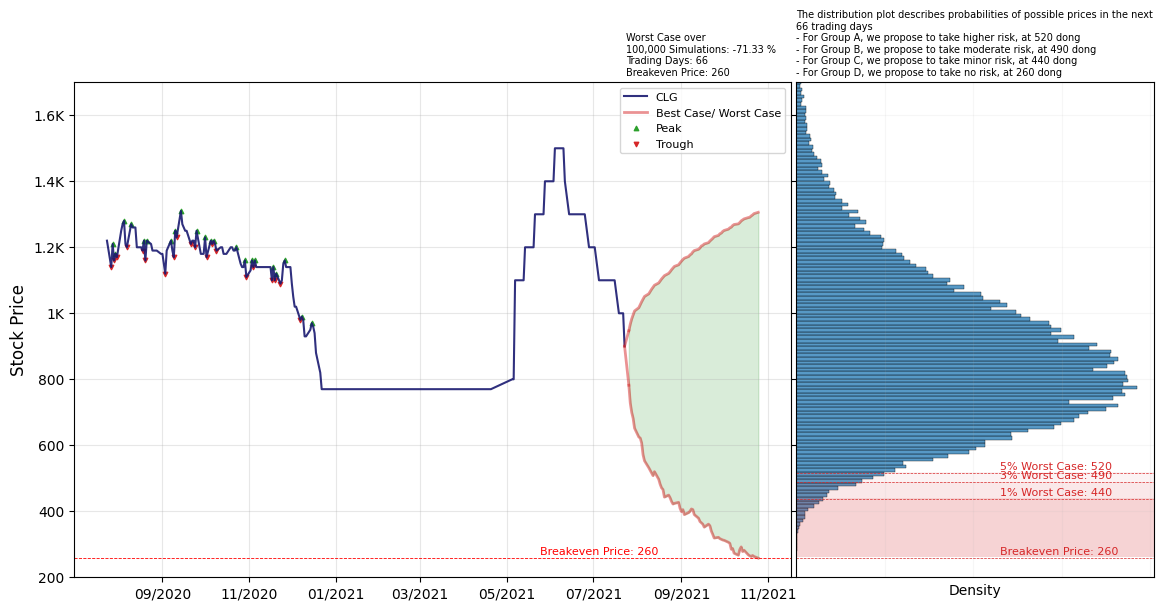 The distribution plot describes probabilities of possible prices in the next
66 trading days
- For Group A, we propose to take higher risk, at 520 dong
- For Group B, we propose to take moderate risk, at 490 dong
- For Group C, we propose to take minor risk, at 440 dong
- For Group D, we propose to take no risk, at 260 dong
Worst Case over
100,000 Simulations: -71.33 %
Trading Days: 66
Breakeven Price: 260
CLG
Best Case/ Worst Case
Peak
Trough
Stock Price
1.6K
1.4K
1.2K
1K
800
600
400
200
Breakeven Price: 260
09/2020
11/2020
01/2021
03/2021
05/2021
07/2021
09/2021
11/2021
5% Worst Case: 520
3% Worst Case: 490
1% Worst Case: 440
Breakeven Price: 260
Density